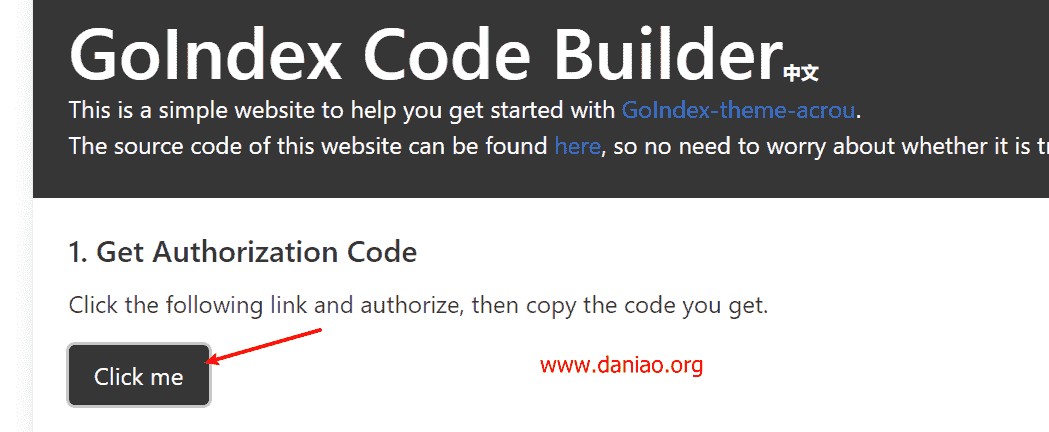 GoIndex Code Builder中文
This is a simple website to help you get started with GoIndex-theme-acrou.
The source code of this website can be found here, so no need to worry about whether it is
1. Get Authorization Code
Click the following link and authorize, then copy the code you get.
Click me
www.daniao.org